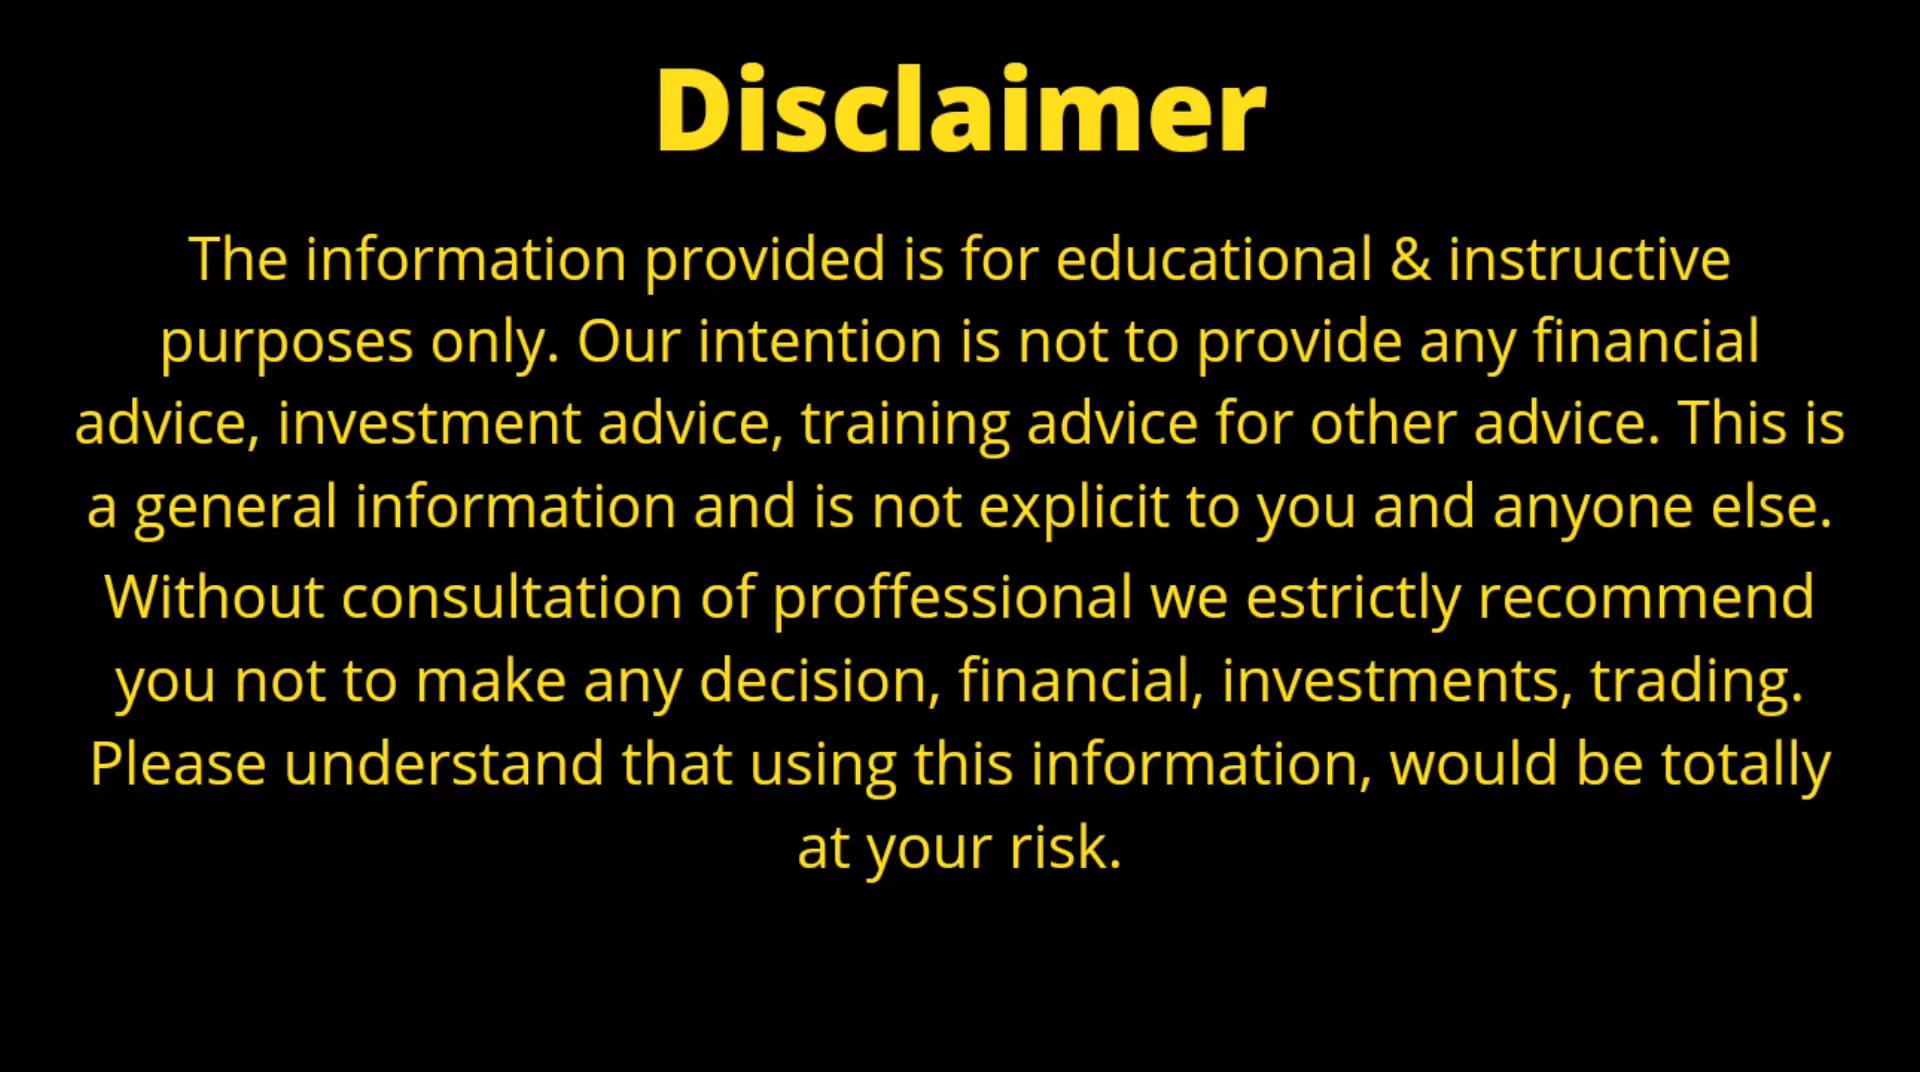 Disclaimer
The information provided is for educational & instructive
purposes only. Our intention is not to provide any financial
advice, investment advice, training advice for other advice. This is
a general information and is not explicit to you and anyone else.
Without consultation of proffessional we estrictly recommend
you not to make any decision, financial, investments, trading.
Please understand that using this information, would be totally
at your risk.